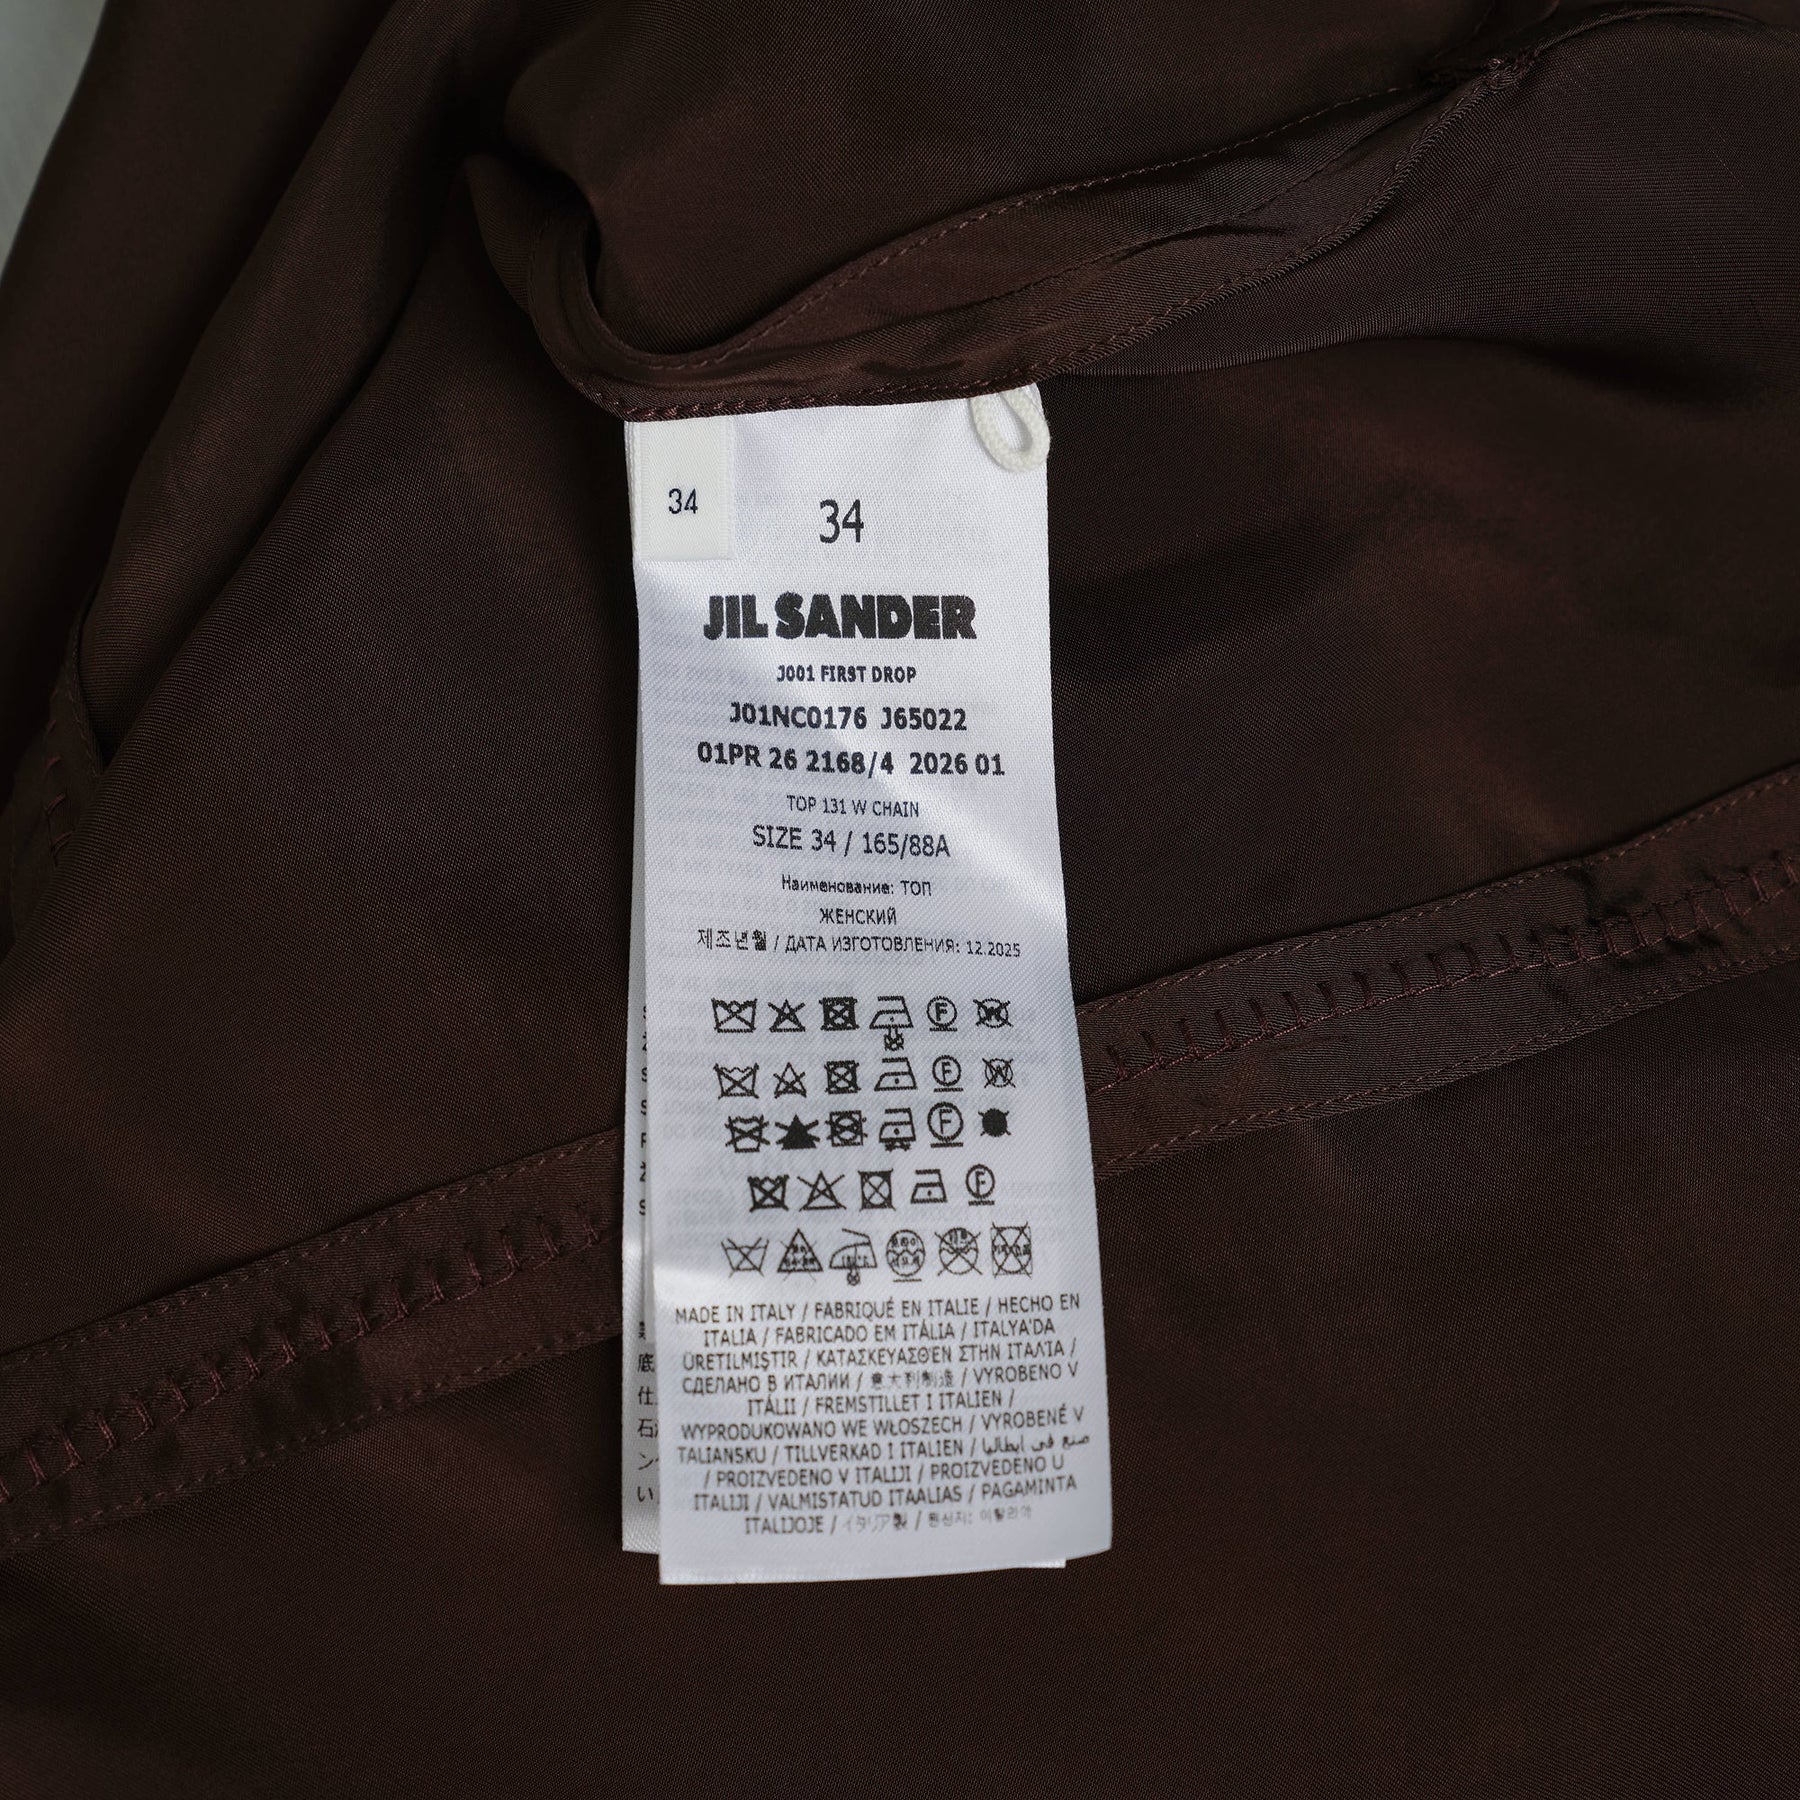 34
34
JIL SANDER
J001 FIRST DROP
J01NC0176 J65022
01PR 26 2168/4 2026 01
TOP 131 W CHAIN
SIZE 34 / 165/88A
Наименование: ТОП
ЖЕНСКИЙ
제조년월 / ДАТА ИЗГОТОВЛЕНИЯ: 12.2025
F W
F W
F
F
MADE IN ITALY / FABRIQUÉ EN ITALIE / HECHO EN
ITALIA / FABRICADO EM ITÁLIA / ITALYA'DA
ÜRETILMIŞTIR / ΚΑΤΑΣΚΕΥΑΣΘΕΝ ΣΤΗΝ ΙΤΑΛΊΑ /
СДЕЛАНО В ИТАЛИИ / 意大利制造 / VYROBENO V
ITÁLII / FREMSTILLET I ITALIEN /
WYPRODUKOWANO WE WŁOSZECH / VYROBENÉ V
TALIANSKU / TILLVERKAD I ITALIEN / صنع في ايطاليا
/ PROIZVEDENO V ITALIJI / PROIZVEDENO U
ITALIJI / VALMISTATUD ITAALIAS / PAGAMINTA
ITALIJOJE / イタリア製 / 원산지: 이탈리아